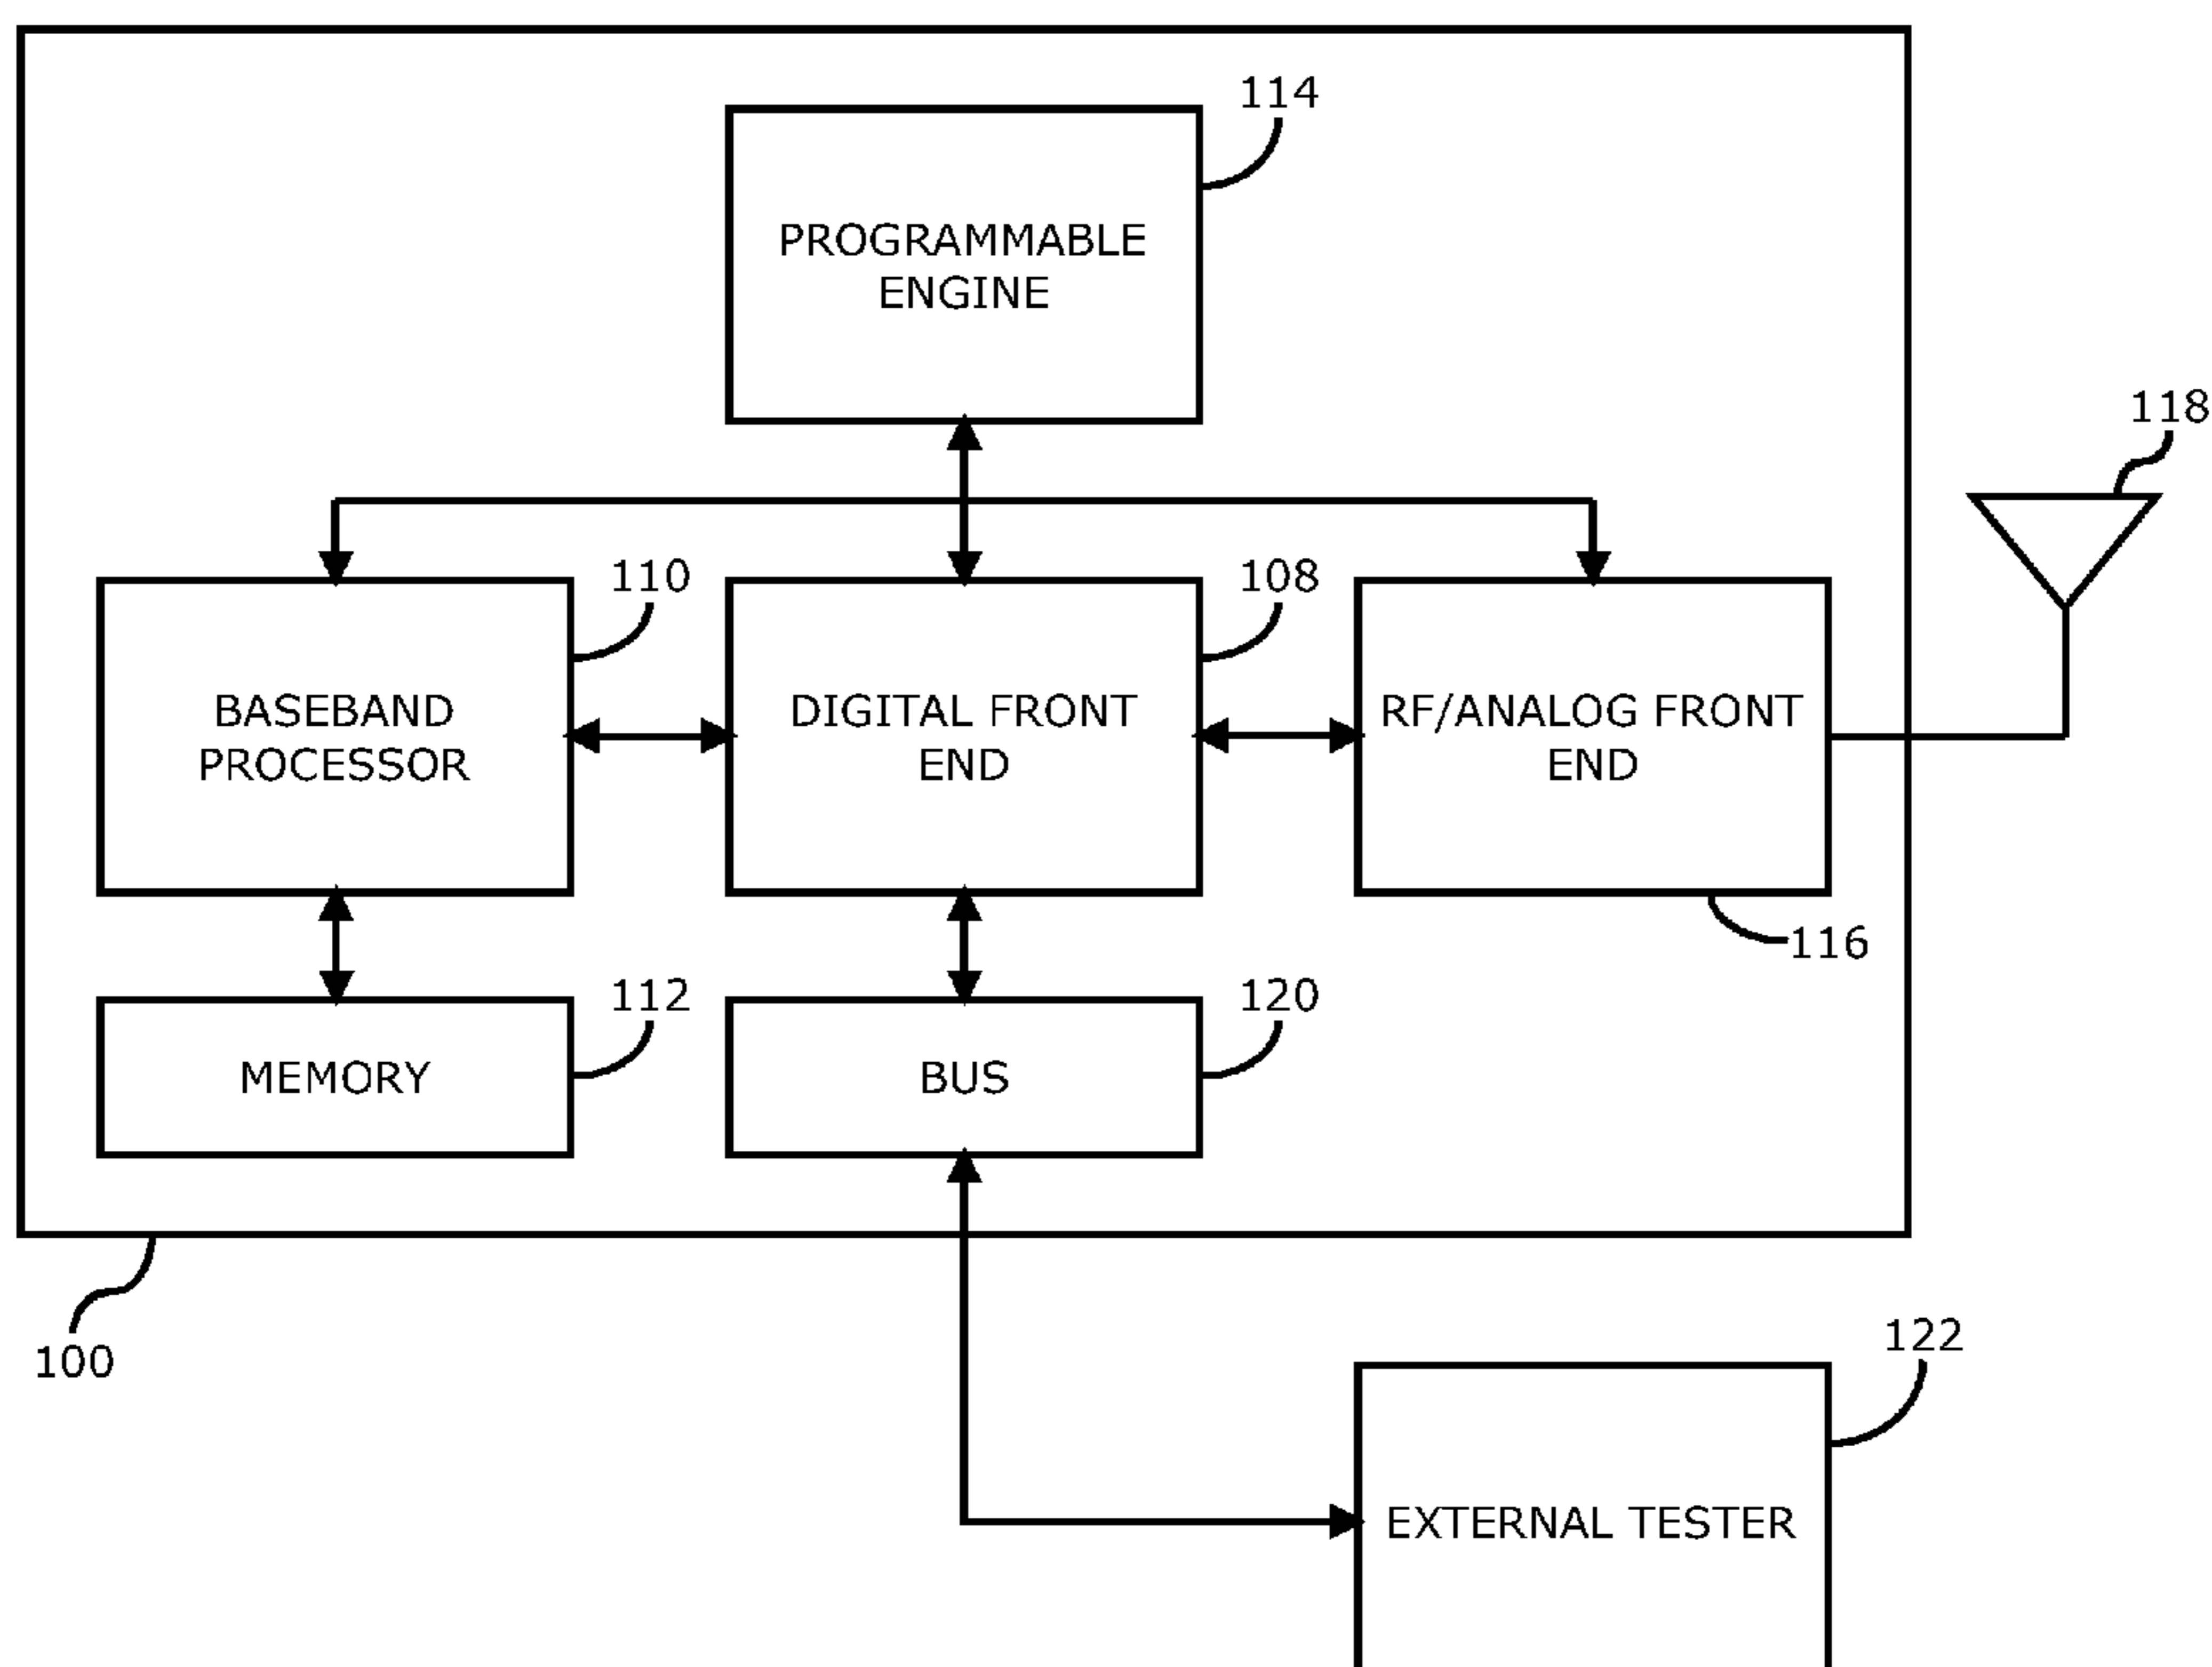 114
PROGRAMMABLE
ENGINE
118
110
108
BASEBAND
PROCESSOR
DIGITAL FRONT
END
RF/ANALOG FRONT
END
116
112
120
MEMORY
BUS
100
122
EXTERNAL TESTER